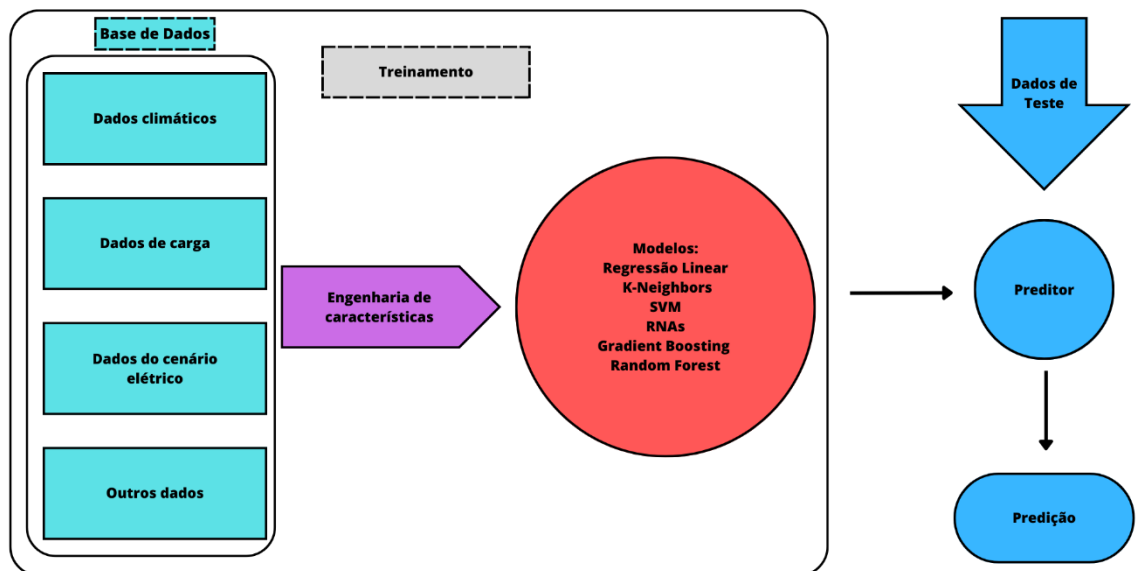 Base de Dados
Treinamento
Dados climáticos
Dados de carga
Dados do cenário
elétrico
Outros dados
Engenharia de
características
Modelos:
Regressão Linear
K-Neighbors
SVM
RNAs
Gradient Boosting
Random Forest
Dados de
Teste
Preditor
Predição